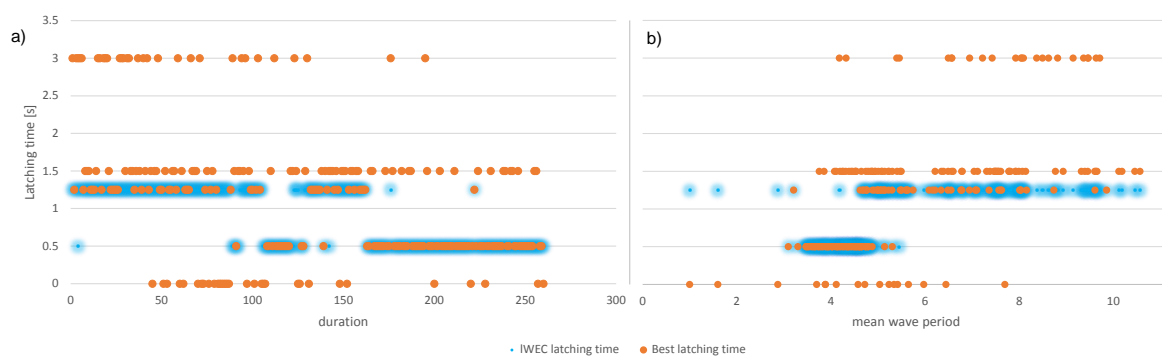 a)
b)
3.5
3
2.5
2
1.5
1
0.5
0
Latching time [s]
0 50 100 150 200 250 300
duration
0 2 4 6 8 10
mean wave period
IWEC latching time Best latching time